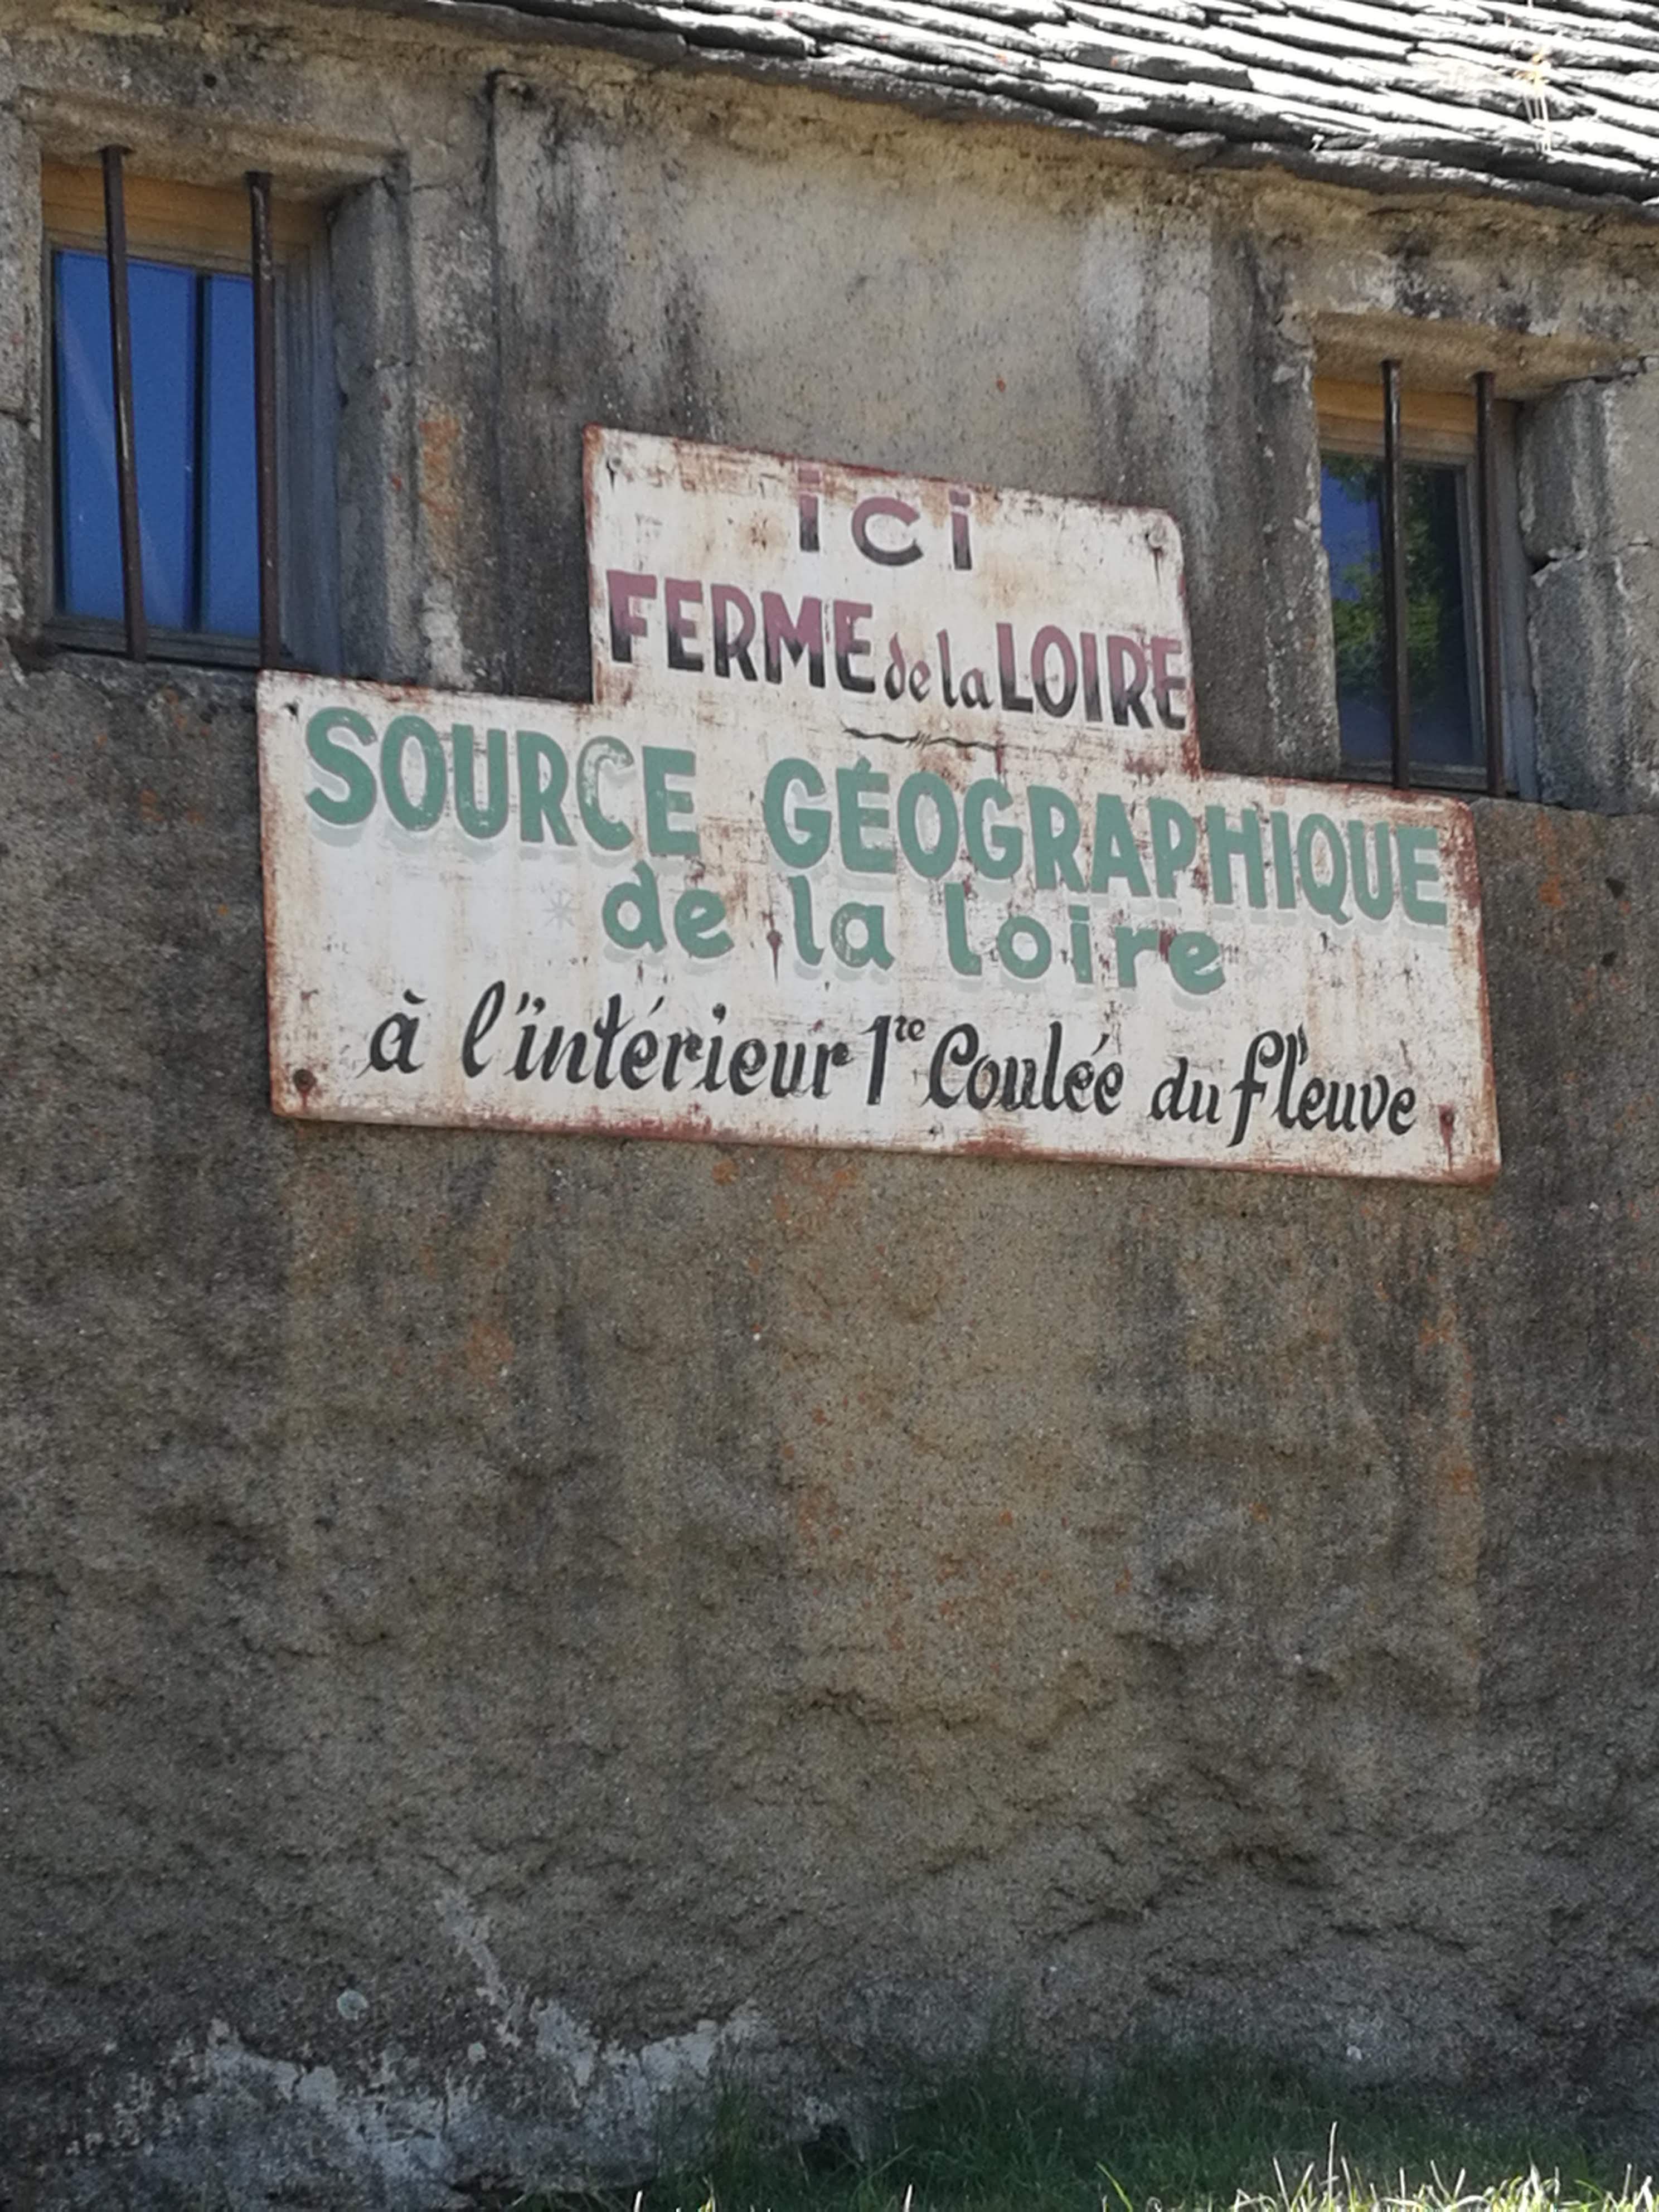 ici
FERME de la LOIRE
SOURCE GÉOGRAPHIQUE
de la loire
à l'intérieur 1re Coulée du fleuve